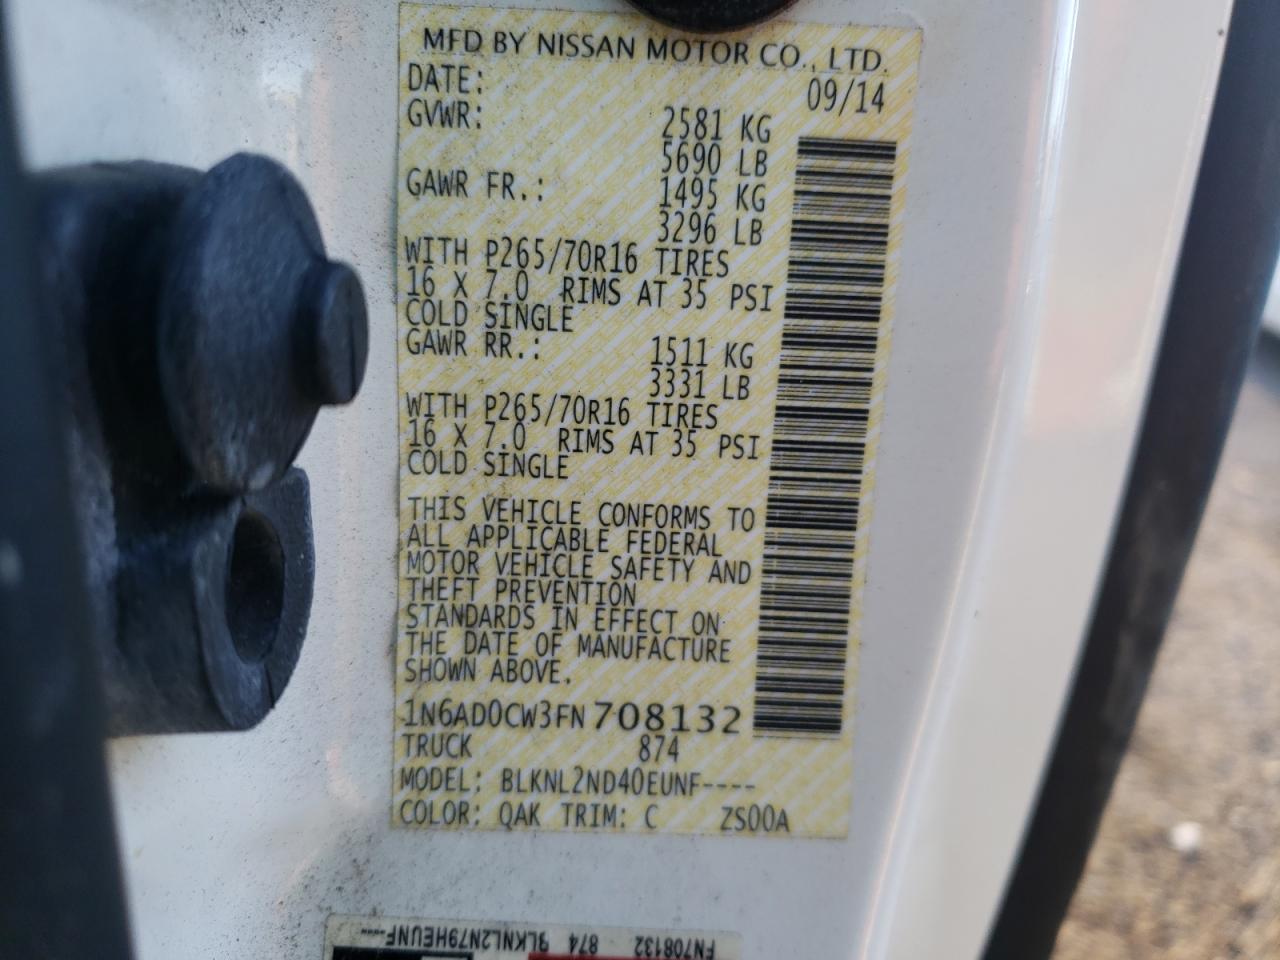 MFD BY NISSAN MOTOR CO., LTD.
DATE: 09/14
GVWR: 2581 KG
5690 LB
GAWR FR.: 1495 KG
3296 LB
WITH P265/70R16 TIRES
16 X 7.0 RIMS AT 35 PSI
COLD SINGLE
GAWR RR.: 1511 KG
3331 LB
WITH P265/70R16 TIRES
16 X 7.0 RIMS AT 35 PSI
COLD SINGLE
THIS VEHICLE CONFORMS TO
ALL APPLICABLE FEDERAL
MOTOR VEHICLE SAFETY AND
THEFT PREVENTION
STANDARDS IN EFFECT ON
THE DATE OF MANUFACTURE
SHOWN ABOVE.
1N6AD0CW3FN708132
TRUCK 874
MODEL: BLKNL2ND40EUNF----
COLOR: QAK TRIM: C ZS00A
FN708132 874 BLKNL2N79HEUNF----